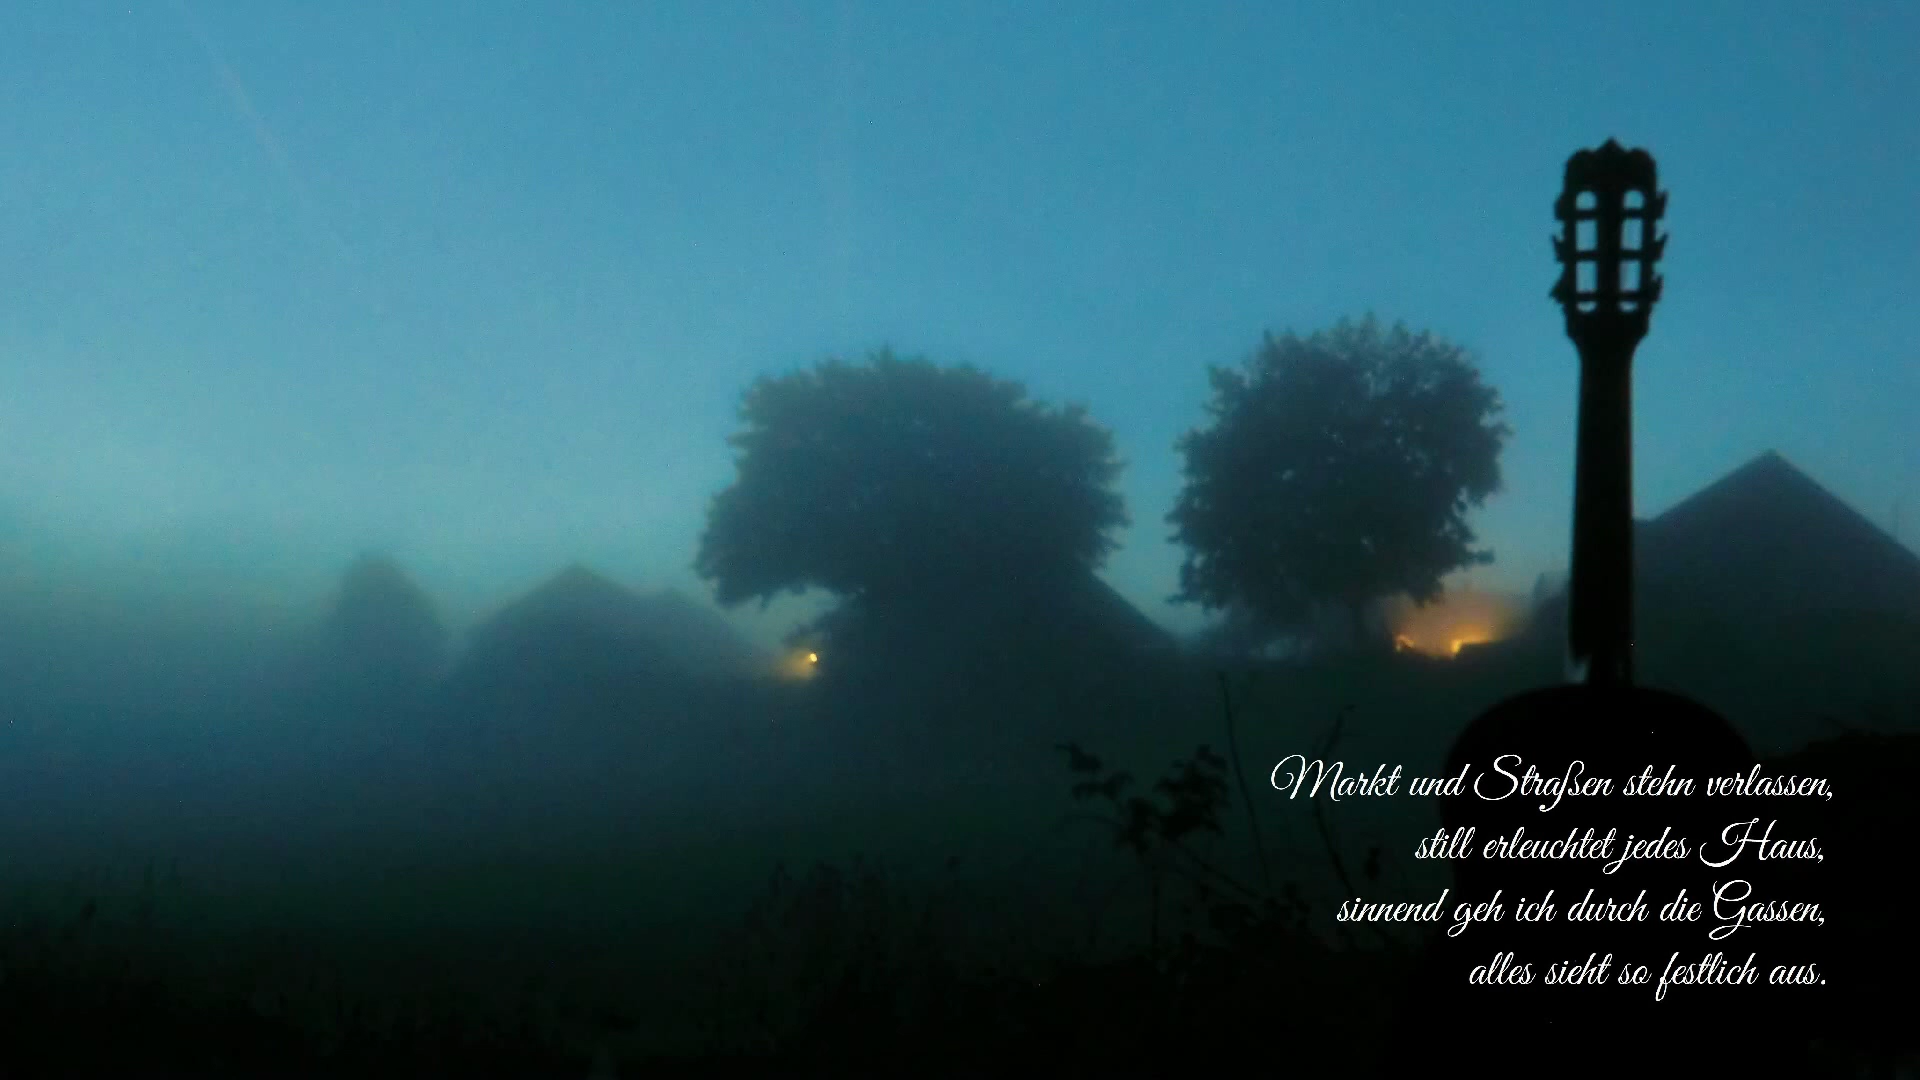 Markt und Straßen stehn verlassen,
still erleuchtet jedes Haus,
sinnend geh ich durch die Gassen,
alles sieht so festlich aus.